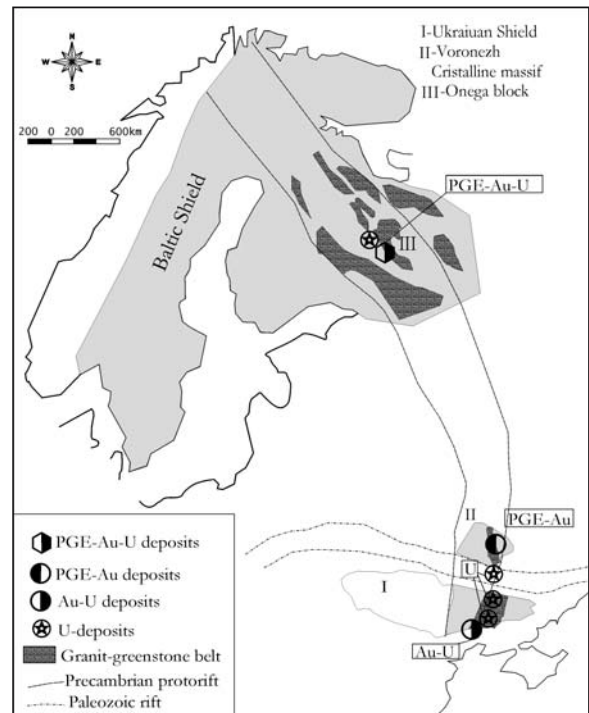 I-Ukraiuan Shield
II-Voronezh
Cristalline massif
III-Onega block
N
W E
S
200 0 200 600km
PGE-Au-U
Baltic Shield
III
II
PGE-Au
U
I
Au-U
PGE-Au-U deposits
PGE-Au deposits
Au-U deposits
U-deposits
Granit-greenstone belt
Precambrian protorift
Paleozoic rift